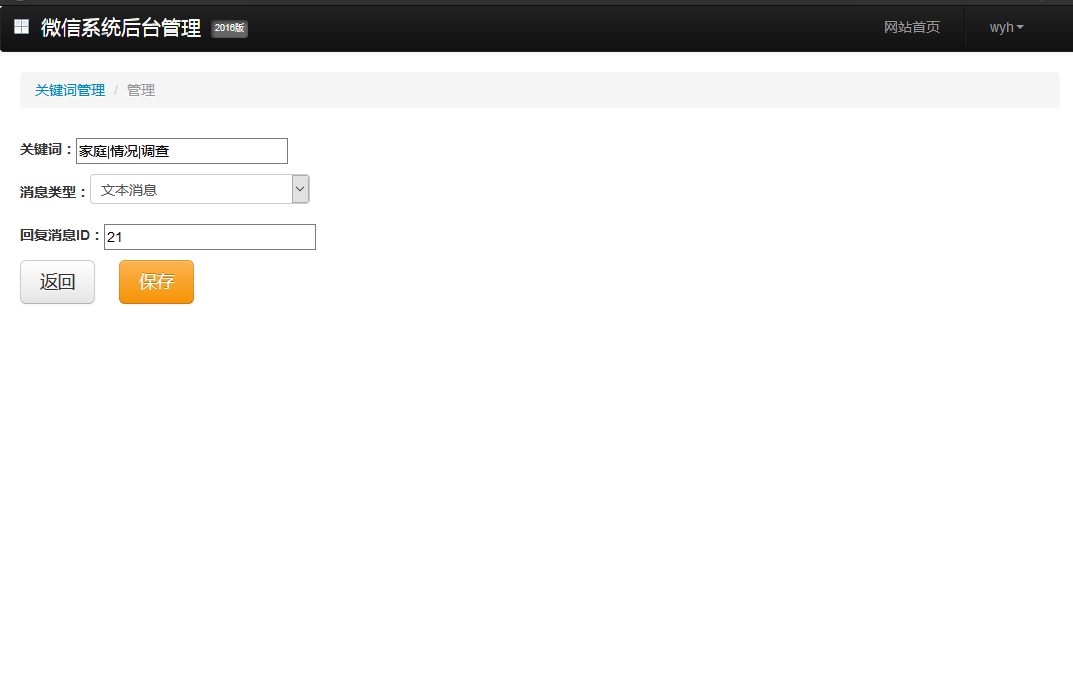 微信系统后台管理 2016版 网站首页 wyh
关键词管理 / 管理
关键词： 家庭|情况|调查
消息类型： 文本消息
回复消息ID： 21
返回 保存